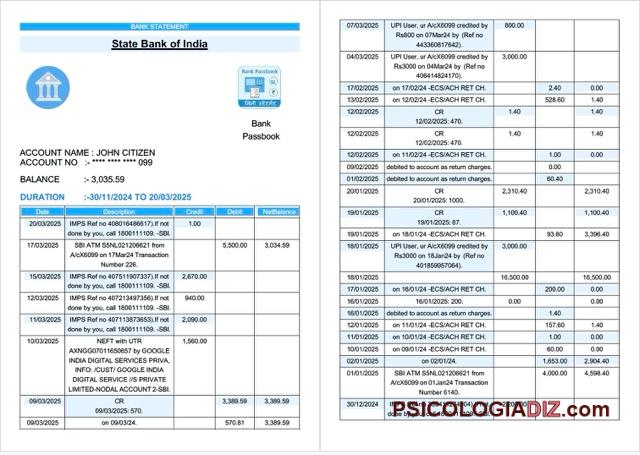 BANK STATEMENT
State Bank of India
Bank Passbook
Bank
Passbook
ACCOUNT NAME : JOHN CITIZEN
ACCOUNT NO :- **** **** **** 099
BALANCE :- 3,035.59
DURATION :-30/11/2024 TO 20/03/2025
Date Description Credit Debit NetBalance
20/03/2025 IMPS Ref no 408016486617).If not 1.00
done by you, call 1800111109. -SBI.
17/03/2025 SBI ATM S5NL021206621 from 5,500.00 3,034.59
A/cX6099 on 17Mar24 Transaction
Number 226.
15/03/2025 IMPS Ref no 407511907337).If not 2,670.00
done by you, call 1800111109. -SBI.
12/03/2025 IMPS Ref no 407213497356).If not 940.00
done by you, call 1800111109. -SBI.
11/03/2025 IMPS Ref no 407113873653).If not 2,090.00
done by you, call 1800111109. -SBI.
10/03/2025 NEFT with UTR 1,560.00
AXNGG07011650657 by GOOGLE
INDIA DIGITAL SERVICES PRIVA,
INFO: /CUST/ GOOGLE INDIA
DIGITAL SERVICE //S PRIVATE
LIMITED-NODAL ACCOUNT 2-SBI.
09/03/2025 CR 3,389.59 3,389.59
09/03/2025: 570.
09/03/2025 on 09/03/24. 570.81 3,389.59
07/03/2025 UPI User, ur A/cX6099 credited by 800.00
Rs800 on 07Mar24 by (Ref no
443360817642).
04/03/2025 UPI User, ur A/cX6099 credited by 3,000.00
Rs3000 on 04Mar24 by (Ref no
406414824170).
17/02/2025 on 17/02/24 -ECS/ACH RET CH. 2.40 0.00
13/02/2025 on 12/02/24 -ECS/ACH RET CH. 528.60 1.40
12/02/2025 CR 1.40 1.40
12/02/2025: 470.
12/02/2025 CR 1.40 1.40
12/02/2025: 470.
12/02/2025 on 11/02/24 -ECS/ACH RET CH. 1.00 0.00
09/02/2025 debited to account as return charges. 0.00
01/02/2025 debited to account as return charges. 60.40
20/01/2025 CR 2,310.40 2,310.40
20/01/2025: 1000.
19/01/2025 CR 1,100.40 1,100.40
19/01/2025: 87.
19/01/2025 on 18/01/24 -ECS/ACH RET CH. 93.60 3,396.40
18/01/2025 UPI User, ur A/cX6099 credited by 3,000.00
Rs3000 on 18Jan24 by (Ref no
401859957064).
18/01/2025 16,500.00 16,500.00
17/01/2025 on 16/01/24 -ECS/ACH RET CH. 200.00 0.00
16/01/2025 16/01/2025: 200. 0.00 0.00
16/01/2025 debited to account as return charges. 1.40
12/01/2025 on 11/01/24 -ECS/ACH RET CH. 157.60 1.40
11/01/2025 on 10/01/24 -ECS/ACH RET CH. 1.00 0.00
10/01/2025 on 09/01/24 -ECS/ACH RET CH. 60.00 0.00
02/01/2025 on 02/01/24. 1,653.00 2,904.40
01/01/2025 SBI ATM S5NL021206621 from 4,000.00 4,598.40
A/cX6099 on 01Jan24 Transaction
Number 6140.
30/12/2024
PSICOLOGIADIZ.com